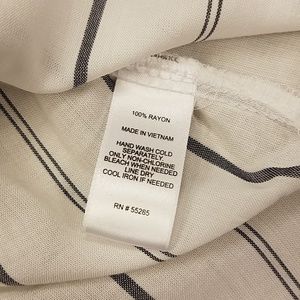 100% RAYON
MADE IN VIETNAM
HAND WASH COLD
SEPARATELY.
ONLY NON-CHLORINE
BLEACH WHEN NEEDED
LINE DRY
COOL IRON IF NEEDED
RN # 55285